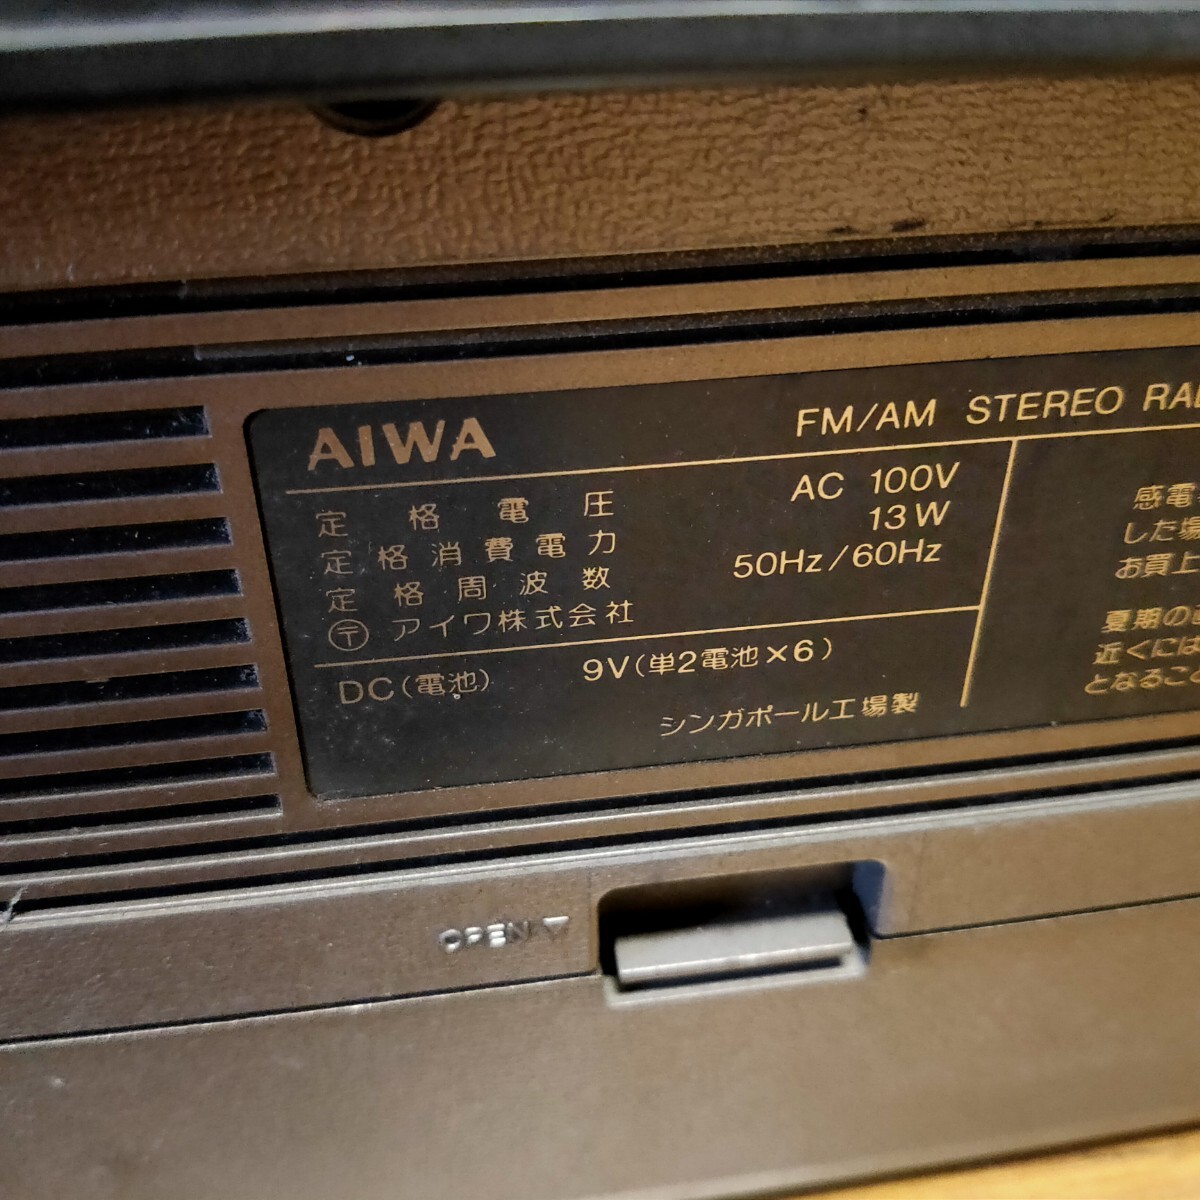 AIWA
FM/AM STEREO
定格電圧 AC 100V
定格消費電力 13W
定格周波数 50Hz/60Hz
〒 アイワ株式会社
DC(電池) 9V(単2電池×6)
シンガポール工場製
感電
した場
お買上
夏期の
近くには
となるこ
OPEN ▽